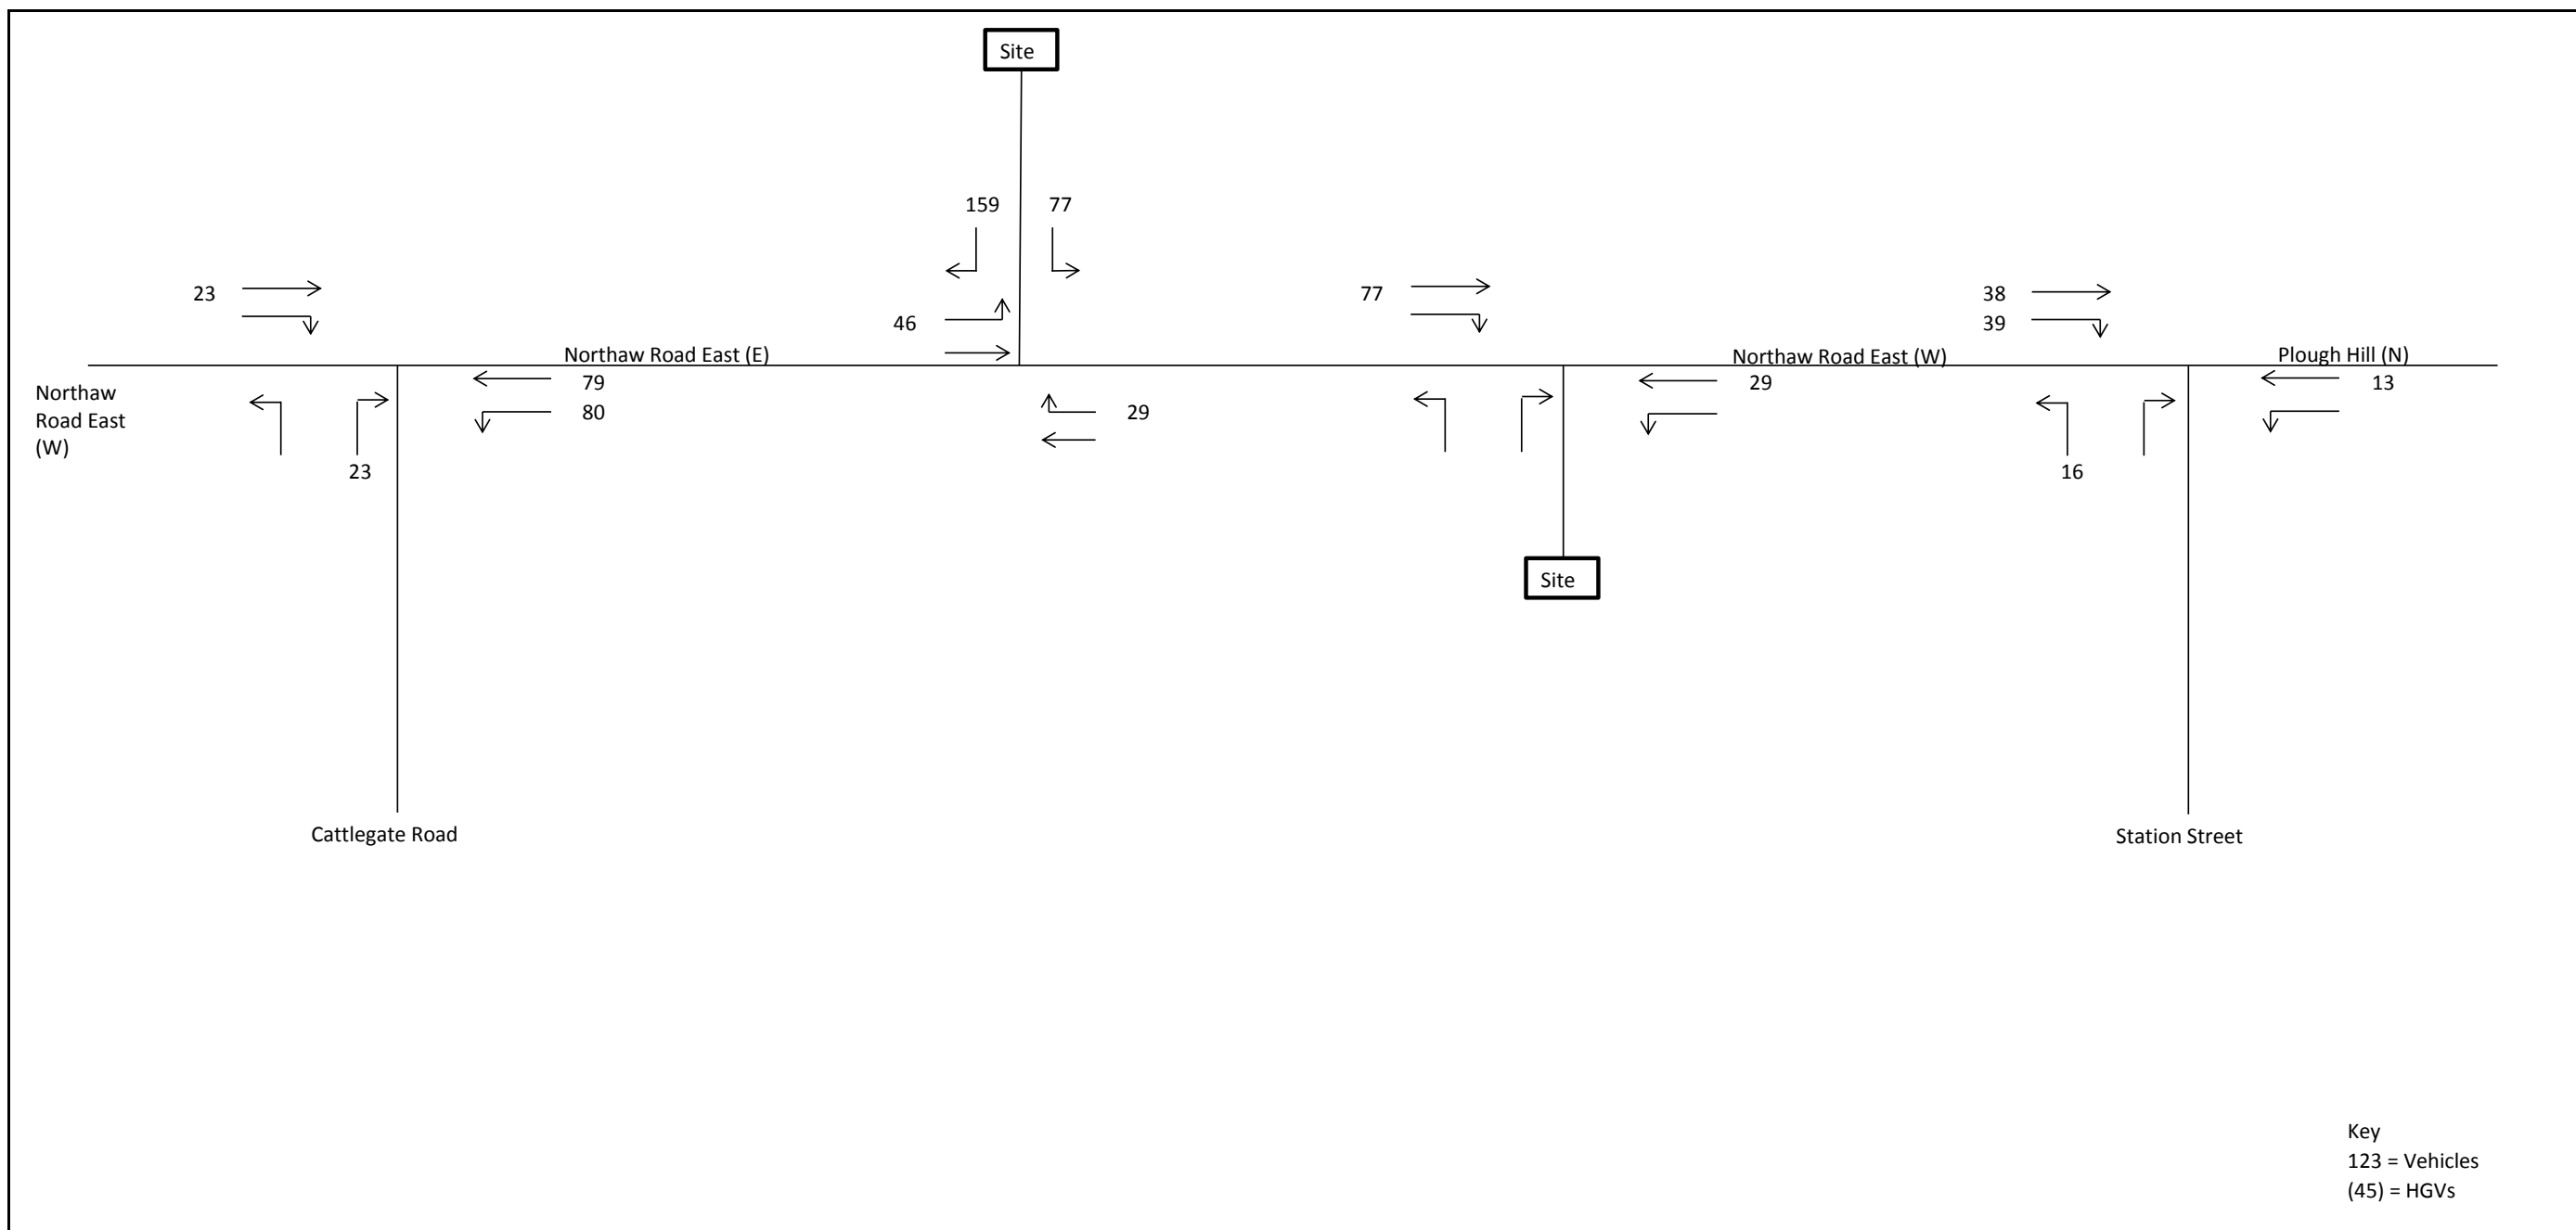 Site
159
77
23
46
77
38
39
Northaw Road East (E)
Northaw Road East (W)
Plough Hill (N)
Northaw
Road East
(W)
79
80
29
29
13
23
16
Site
Cattlegate Road
Station Street
Key
123 = Vehicles
(45) = HGVs